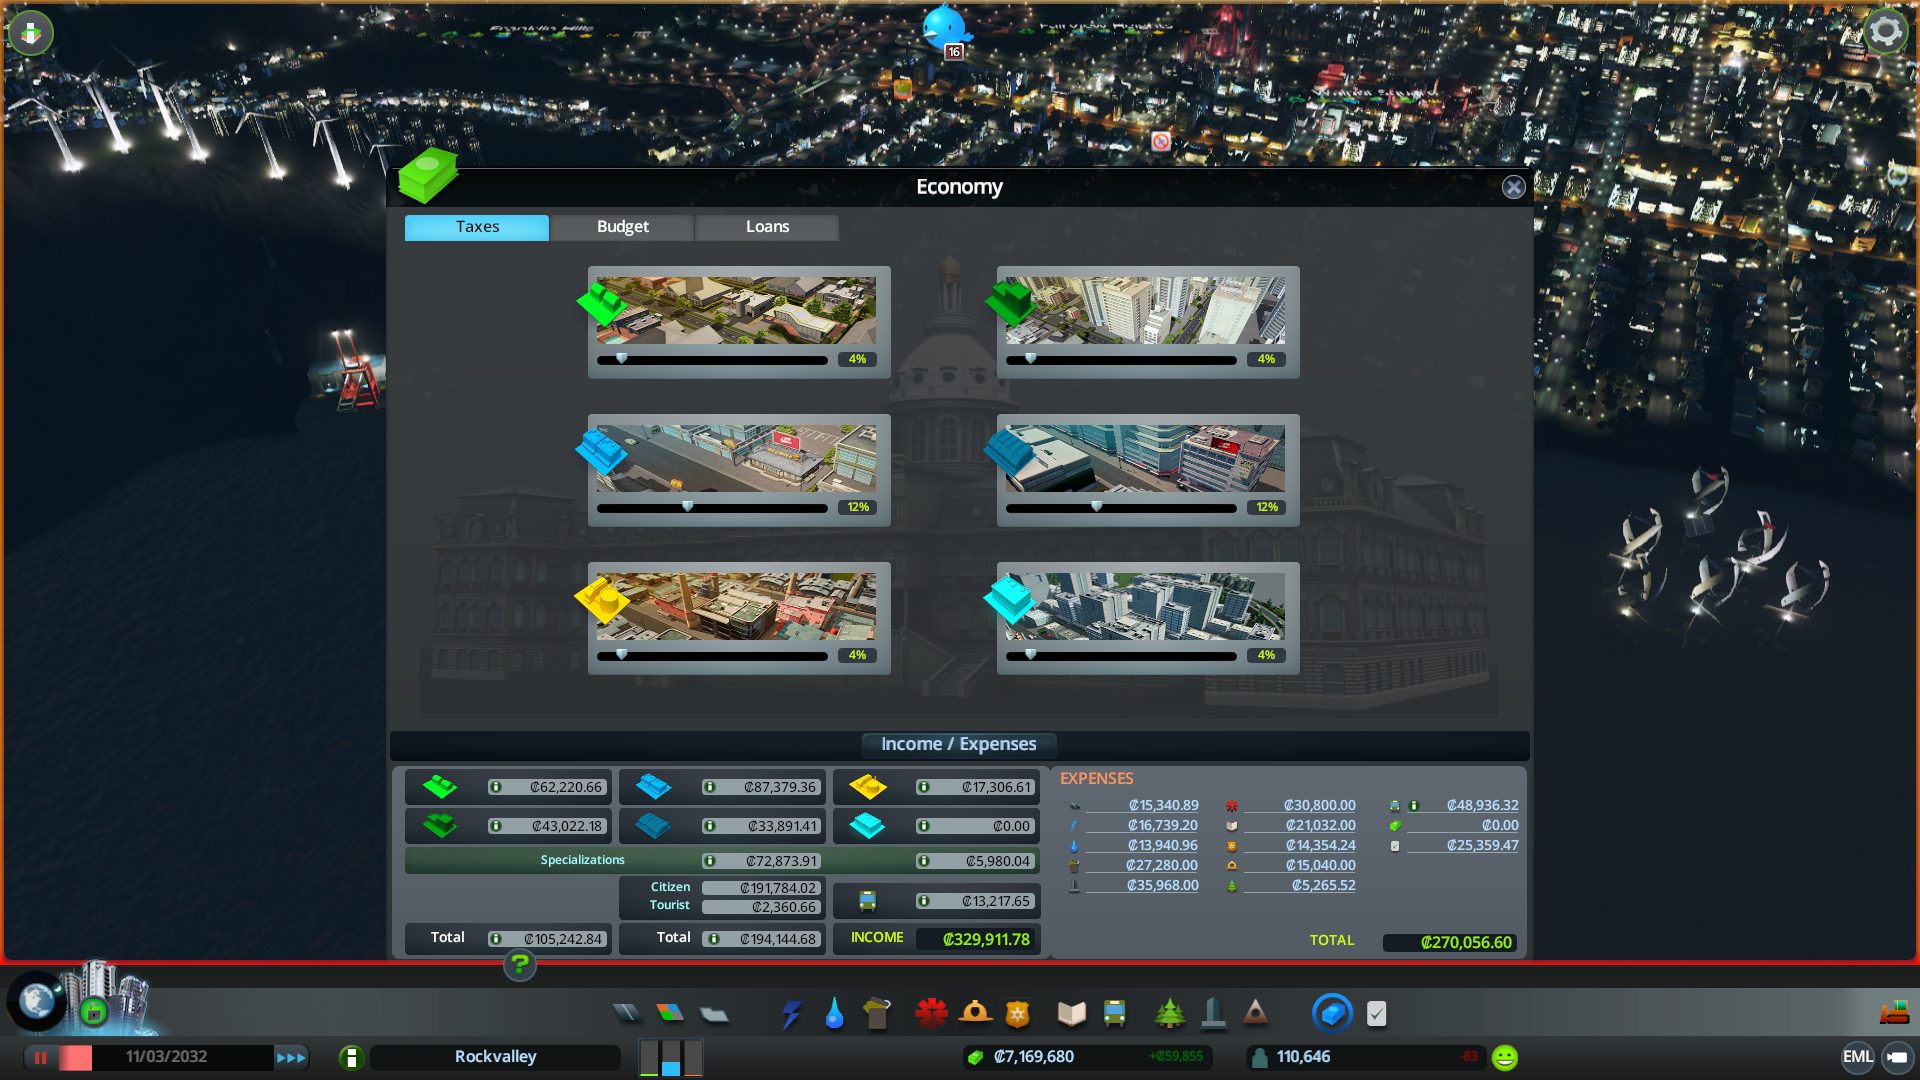 Franklin Hills
16
Economy
Taxes
Budget
Loans
4%
4%
12%
12%
4%
4%
Income / Expenses
₡62,220.66
₡87,379.36
₡17,306.61
₡43,022.18
₡33,891.41
₡0.00
Specializations
₡72,873.91
₡5,980.04
Citizen
₡191,784.02
Tourist
₡2,360.66
₡13,217.65
Total
₡105,242.84
Total
₡194,144.68
INCOME
₡329,911.78
EXPENSES
₡15,340.89
₡30,800.00
₡48,936.32
₡16,739.20
₡21,032.00
₡0.00
₡13,940.96
₡14,354.24
₡25,359.47
₡27,280.00
₡15,040.00
₡35,968.00
₡5,265.52
TOTAL
₡270,056.60
?
11/03/2032
Rockvalley
₡7,169,680
+₡59,855
110,646
-83
EML